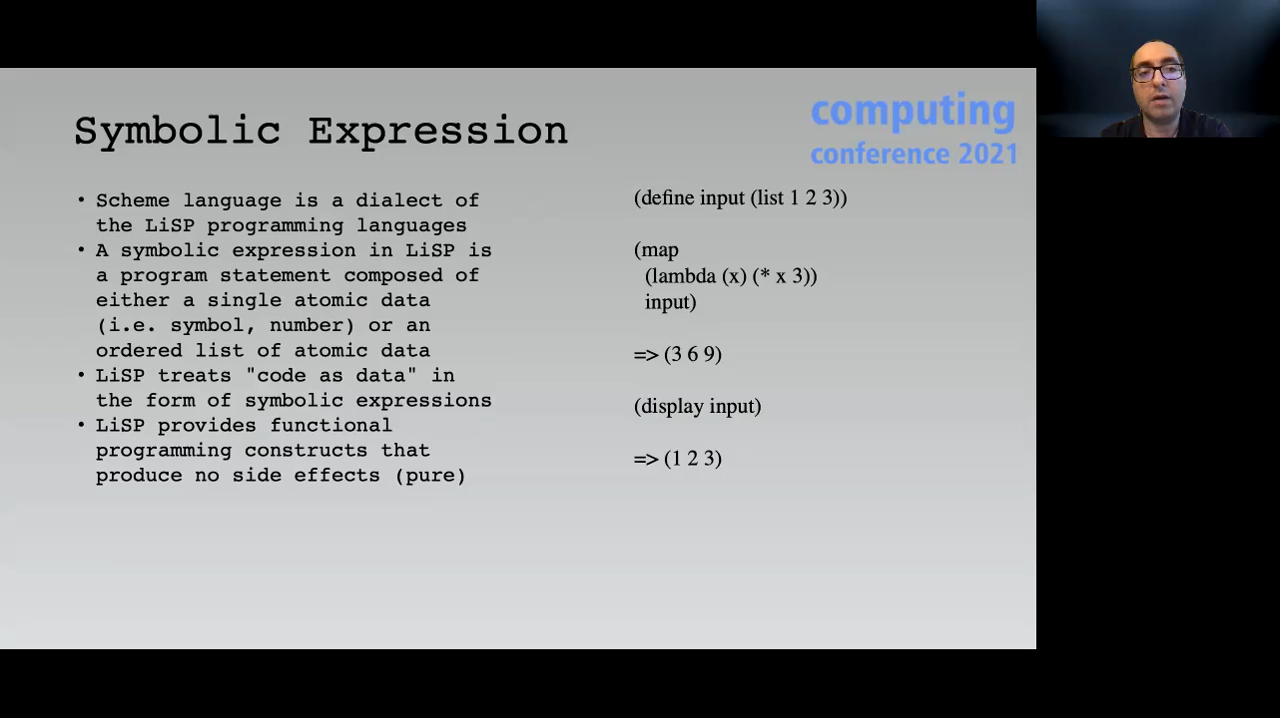 Symbolic Expression
computing
conference 2021
• Scheme language is a dialect of
the LiSP programming languages
• A symbolic expression in LiSP is
a program statement composed of
either a single atomic data
(i.e. symbol, number) or an
ordered list of atomic data
• LiSP treats "code as data" in
the form of symbolic expressions
• LiSP provides functional
programming constructs that
produce no side effects (pure)
(define input (list 1 2 3))
(map
(lambda (x) (* x 3))
input)
=> (3 6 9)
(display input)
=> (1 2 3)